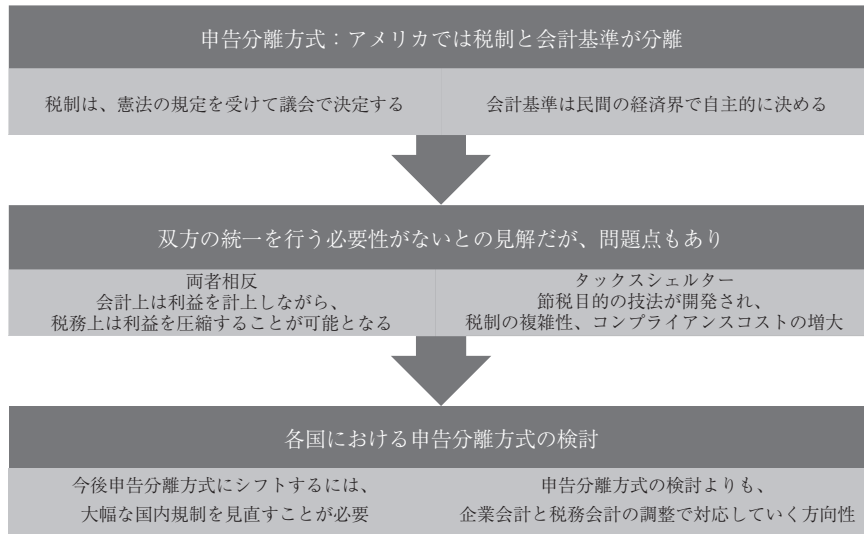 申告分離方式：アメリカでは税制と会計基準が分離
税制は、憲法の規定を受けて議会で決定する
会計基準は民間の経済界で自主的に決める
双方の統一を行う必要性がないとの見解だが、問題点もあり
両者相反
会計上は利益を計上しながら、
税務上は利益を圧縮することが可能となる
タックスシェルター
節税目的の技法が開発され、
税制の複雑性、コンプライアンスコストの増大
各国における申告分離方式の検討
今後申告分離方式にシフトするには、
大幅な国内規制を見直すことが必要
申告分離方式の検討よりも、
企業会計と税務会計の調整で対応していく方向性